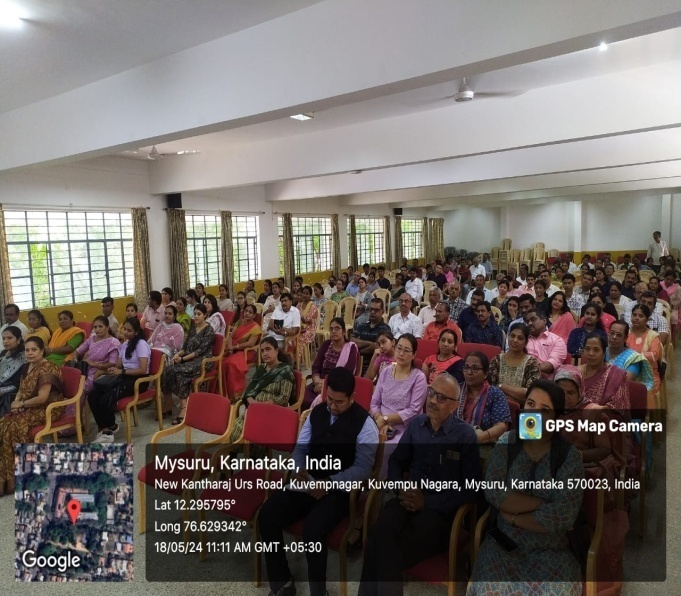 GPS Map Camera
Mysuru, Karnataka, India
New Kantharaj Urs Road, Kuvempnagar, Kuvempu Nagara, Mysuru, Karnataka 570023, India
Lat 12.295795°
Long 76.629342°
18/05/24 11:11 AM GMT +05:30
Google